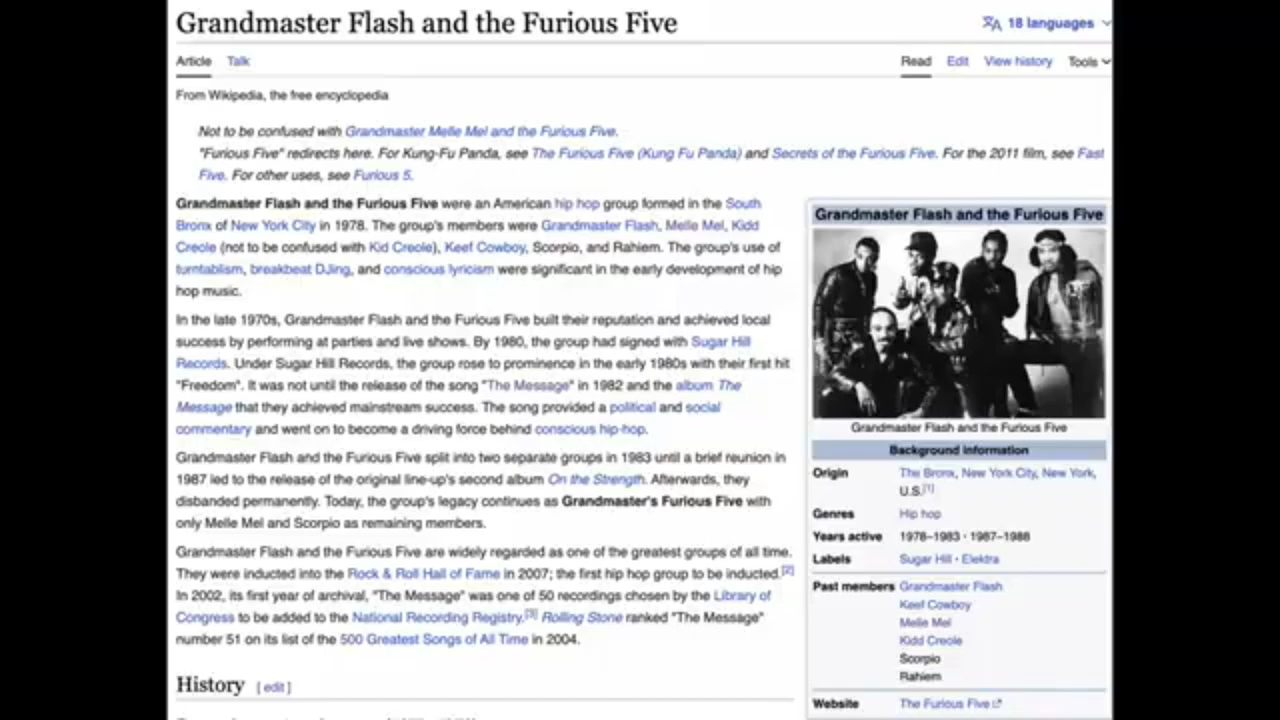 Grandmaster Flash and the Furious Five
18 languages
Article Talk
Read Edit View history Tools
From Wikipedia, the free encyclopedia
Not to be confused with Grandmaster Melle Mel and the Furious Five.
"Furious Five" redirects here. For Kung-Fu Panda, see The Furious Five (Kung Fu Panda) and Secrets of the Furious Five. For the 2011 film, see Fast
Five. For other uses, see Furious 5.
Grandmaster Flash and the Furious Five were an American hip hop group formed in the South
Bronx of New York City in 1978. The group's members were Grandmaster Flash, Melle Mel, Kidd
Creole (not to be confused with Kid Creole), Keef Cowboy, Scorpio, and Rahiem. The group's use of
turntablism, breakbeat DJing, and conscious lyricism were significant in the early development of hip
hop music.
In the late 1970s, Grandmaster Flash and the Furious Five built their reputation and achieved local
success by performing at parties and live shows. By 1980, the group had signed with Sugar Hill
Records. Under Sugar Hill Records, the group rose to prominence in the early 1980s with their first hit
"Freedom". It was not until the release of the song "The Message" in 1982 and the album The
Message that they achieved mainstream success. The song provided a political and social
commentary and went on to become a driving force behind conscious hip-hop.
Grandmaster Flash and the Furious Five split into two separate groups in 1983 until a brief reunion in
1987 led to the release of the original line-up's second album On the Strength. Afterwards, they
disbanded permanently. Today, the group's legacy continues as Grandmaster's Furious Five with
only Melle Mel and Scorpio as remaining members.
Grandmaster Flash and the Furious Five are widely regarded as one of the greatest groups of all time.
They were inducted into the Rock & Roll Hall of Fame in 2007; the first hip hop group to be inducted.[2]
In 2002, its first year of archival, "The Message" was one of 50 recordings chosen by the Library of
Congress to be added to the National Recording Registry.[3] Rolling Stone ranked "The Message"
number 51 on its list of the 500 Greatest Songs of All Time in 2004.
History [ edit ]
Grandmaster Flash and the Furious Five
Grandmaster Flash and the Furious Five
Background information
Origin The Bronx, New York City, New York,
U.S.[1]
Genres Hip hop
Years active 1978–1983 · 1987–1988
Labels Sugar Hill · Elektra
Past members Grandmaster Flash
Keef Cowboy
Melle Mel
Kidd Creole
Scorpio
Rahiem
Website The Furious Five